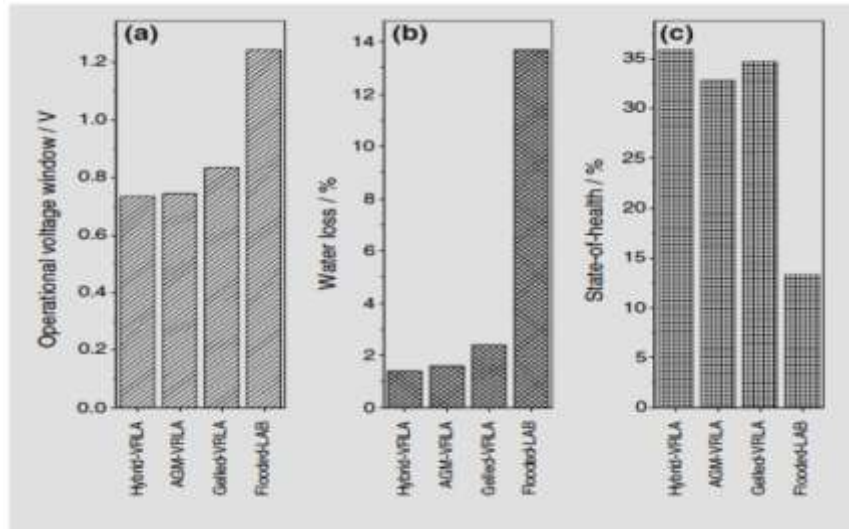 (a)
Operational voltage window / V
1.2
1.0
0.8
0.6
0.4
0.2
0.0
Hybrid-VRLA
AGM-VRLA
Gelled-VRLA
Flooded-LAB
(b)
Water loss / %
14
12
10
8
6
4
2
0
Hybrid-VRLA
AGM-VRLA
Gelled-VRLA
Flooded-LAB
(c)
State-of-health / %
35
30
25
20
15
10
5
0
Hybrid-VRLA
AGM-VRLA
Gelled-VRLA
Flooded-LAB